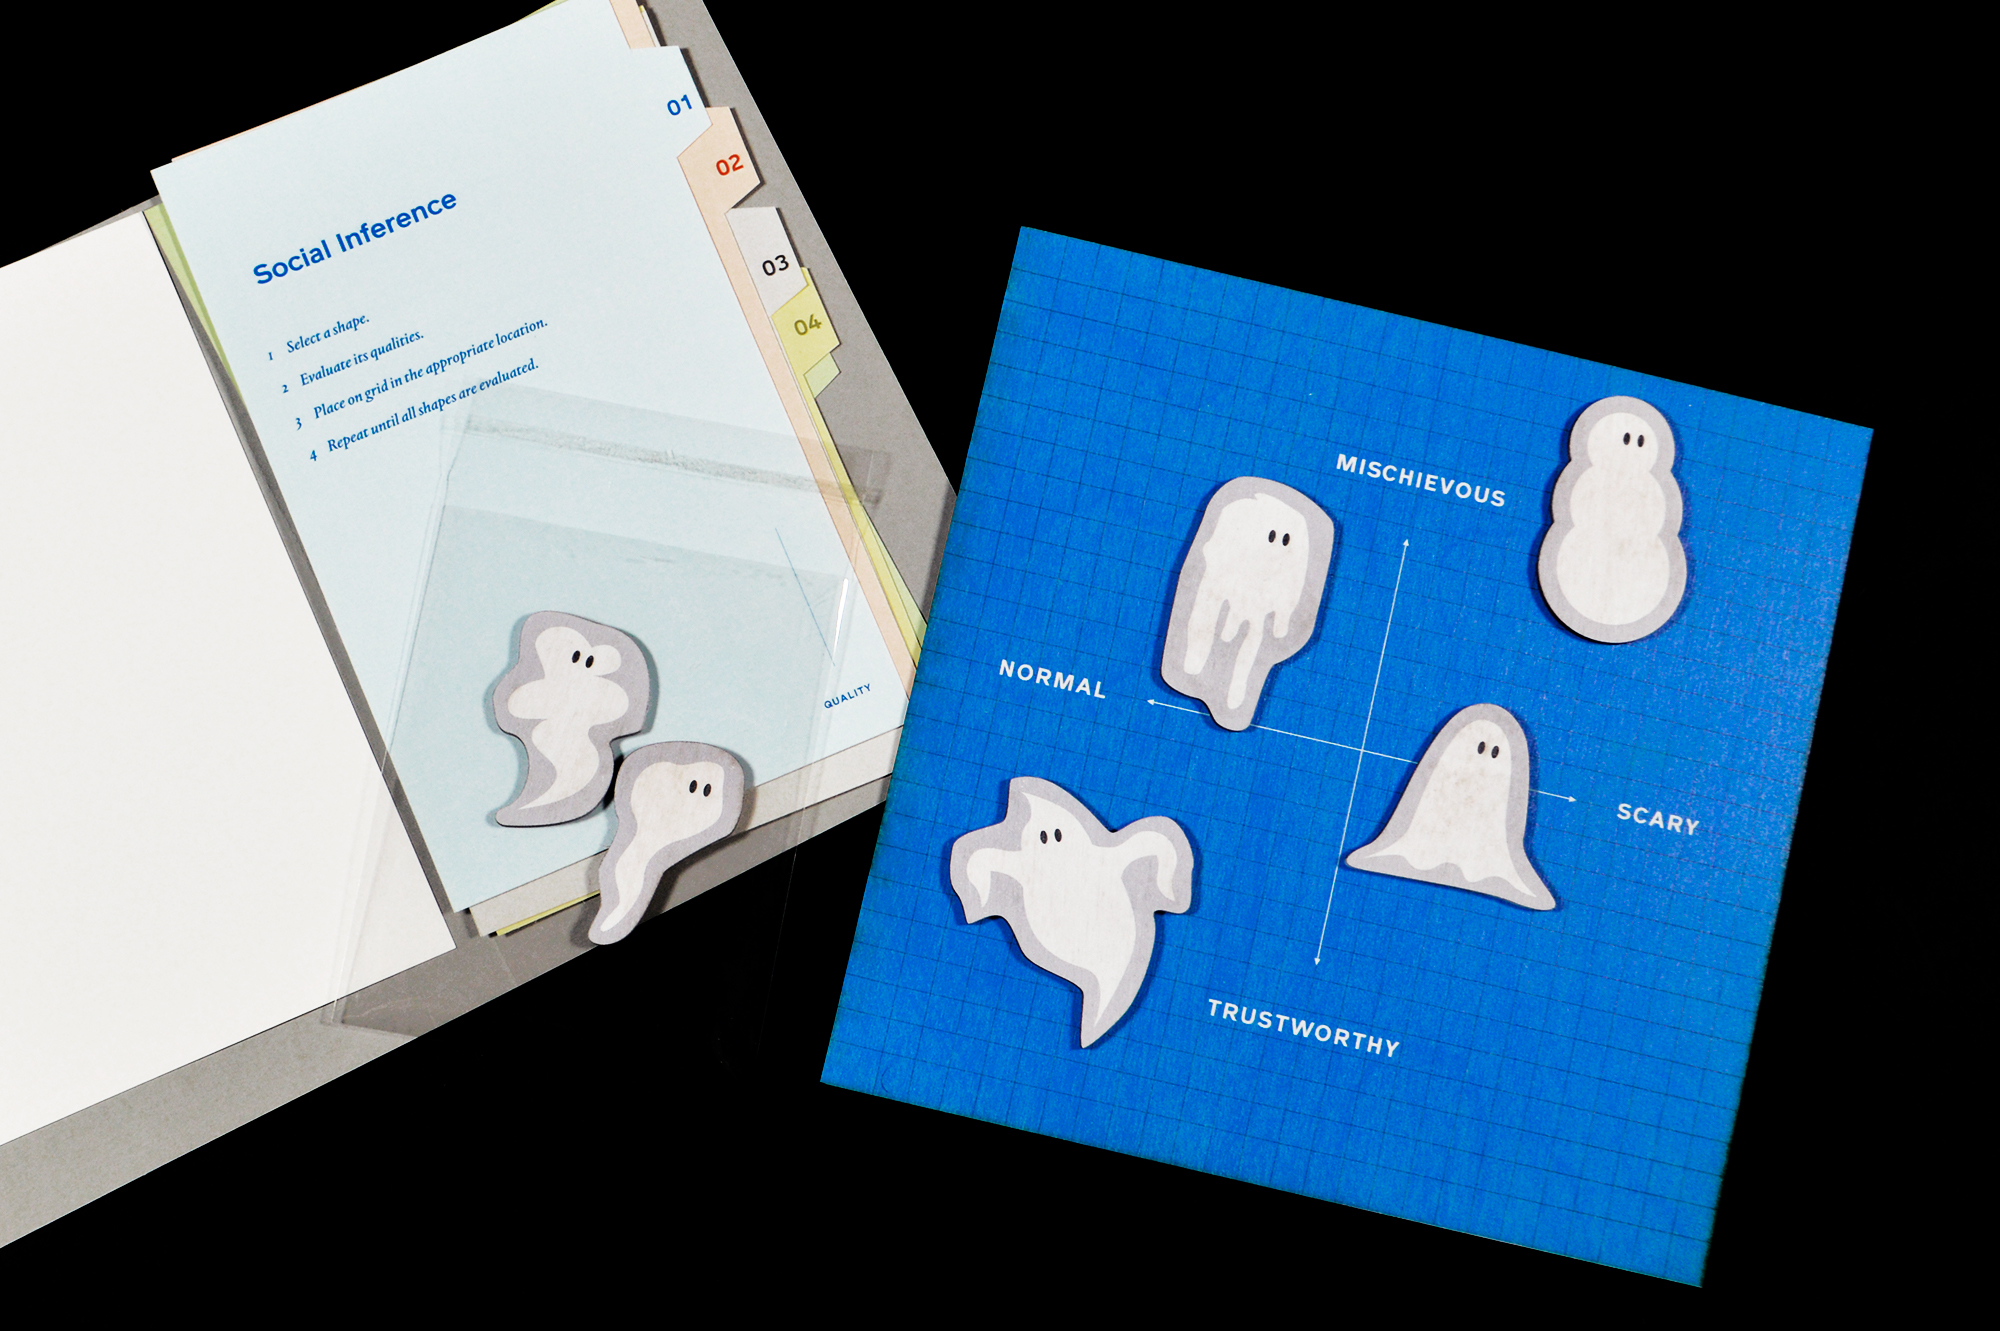 01
02
03
04
Social Inference
1 Select a shape.
2 Evaluate its qualities.
3 Place on grid in the appropriate location.
4 Repeat until all shapes are evaluated.
QUALITY
MISCHIEVOUS
NORMAL
SCARY
TRUSTWORTHY